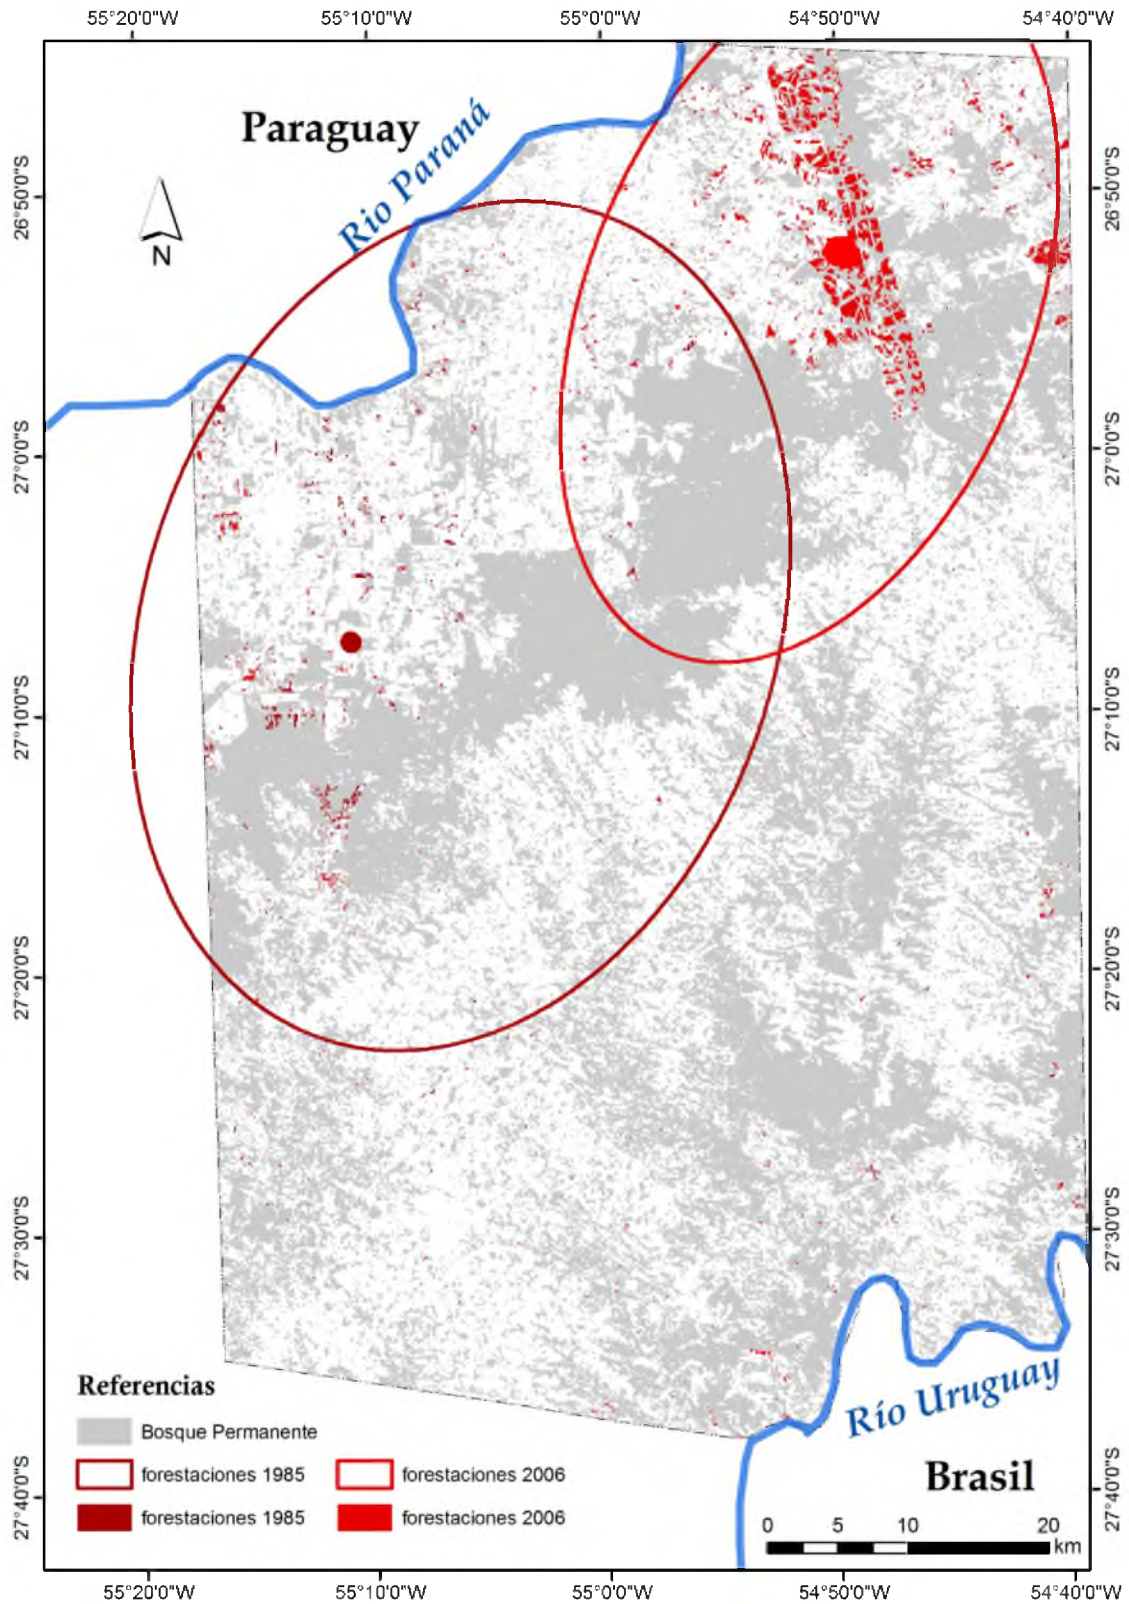 55°20'0"W 55°10'0"W 55°0'0"W 54°50'0"W 54°40'0"W
Paraguay
Río Paraná
N
26°50'0"S 26°50'0"S
27°0'0"S 27°0'0"S
27°10'0"S 27°10'0"S
27°20'0"S 27°20'0"S
27°30'0"S 27°30'0"S
27°40'0"S 27°40'0"S
Río Uruguay
Brasil
Referencias
Bosque Permanente
forestaciones 1985 forestaciones 2006
forestaciones 1985 forestaciones 2006
0 5 10 20
km
55°20'0"W 55°10'0"W 55°0'0"W 54°50'0"W 54°40'0"W